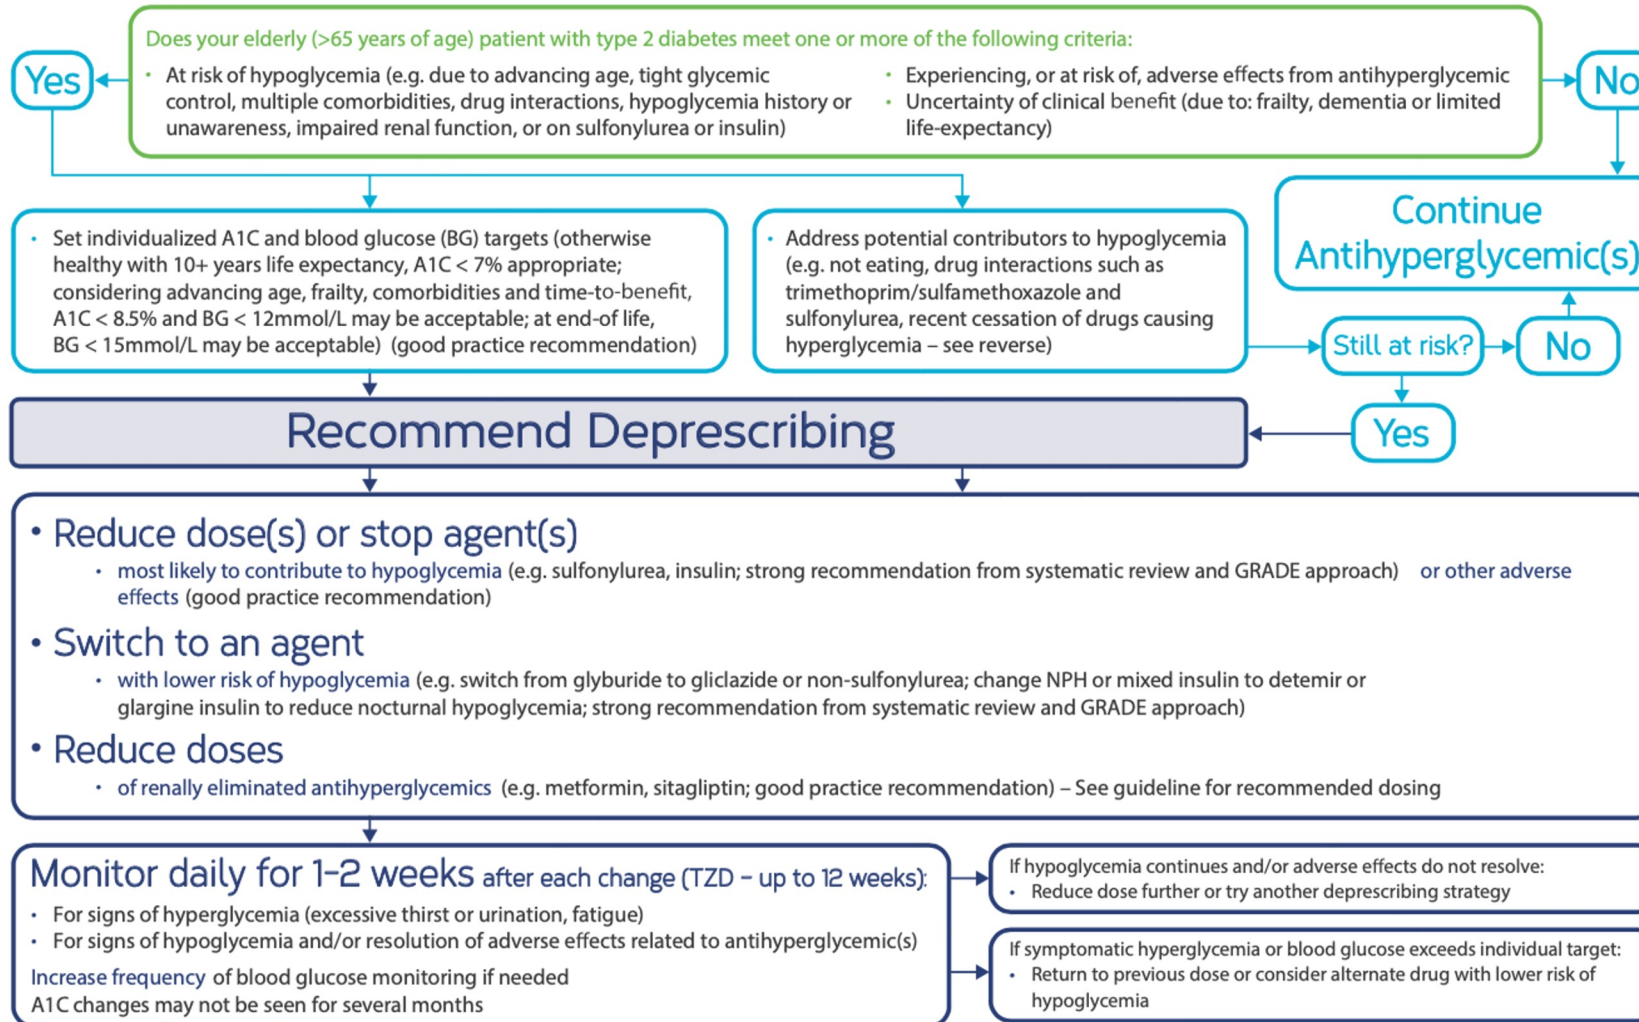 Does your elderly (>65 years of age) patient with type 2 diabetes meet one or more of the following criteria:
Yes
• At risk of hypoglycemia (e.g. due to advancing age, tight glycemic
control, multiple comorbidities, drug interactions, hypoglycemia history or
unawareness, impaired renal function, or on sulfonylurea or insulin)
• Experiencing, or at risk of, adverse effects from antihyperglycemic
• Uncertainty of clinical benefit (due to: frailty, dementia or limited
life-expectancy)
No
• Set individualized A1C and blood glucose (BG) targets (otherwise
healthy with 10+ years life expectancy, A1C < 7% appropriate;
considering advancing age, frailty, comorbidities and time-to-benefit,
A1C < 8.5% and BG < 12mmol/L may be acceptable; at end-of life,
BG < 15mmol/L may be acceptable) (good practice recommendation)
• Address potential contributors to hypoglycemia
(e.g. not eating, drug interactions such as
trimethoprim/sulfamethoxazole and
sulfonylurea, recent cessation of drugs causing
hyperglycemia – see reverse)
Continue
Antihyperglycemic(s)
Still at risk?
No
Yes
Recommend Deprescribing
• Reduce dose(s) or stop agent(s)
• most likely to contribute to hypoglycemia (e.g. sulfonylurea, insulin; strong recommendation from systematic review and GRADE approach) or other adverse
effects (good practice recommendation)
• Switch to an agent
• with lower risk of hypoglycemia (e.g. switch from glyburide to gliclazide or non-sulfonylurea; change NPH or mixed insulin to detemir or
glargine insulin to reduce nocturnal hypoglycemia; strong recommendation from systematic review and GRADE approach)
• Reduce doses
• of renally eliminated antihyperglycemics (e.g. metformin, sitagliptin; good practice recommendation) – See guideline for recommended dosing
Monitor daily for 1-2 weeks after each change (TZD – up to 12 weeks):
• For signs of hyperglycemia (excessive thirst or urination, fatigue)
• For signs of hypoglycemia and/or resolution of adverse effects related to antihyperglycemic(s)
Increase frequency of blood glucose monitoring if needed
A1C changes may not be seen for several months
If hypoglycemia continues and/or adverse effects do not resolve:
• Reduce dose further or try another deprescribing strategy
If symptomatic hyperglycemia or blood glucose exceeds individual target:
• Return to previous dose or consider alternate drug with lower risk of
hypoglycemia